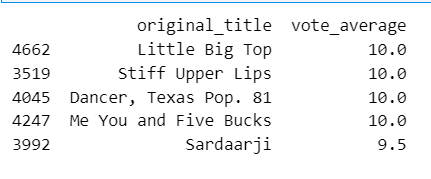 original_title vote_average
4662 Little Big Top 10.0
3519 Stiff Upper Lips 10.0
4045 Dancer, Texas Pop. 81 10.0
4247 Me You and Five Bucks 10.0
3992 Sardaarji 9.5